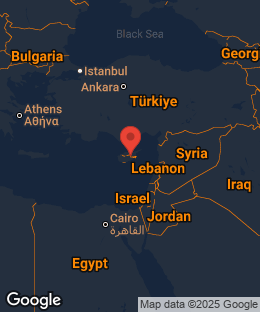 Black Sea
Bulgaria
Georg
Istanbul
Ankara
Türkiye
Athens
Αθήνα
Syria
Lebanon
Iraq
Israel
Jordan
Cairo
القاهرة
Egypt
Google
Map data ©2025 Google